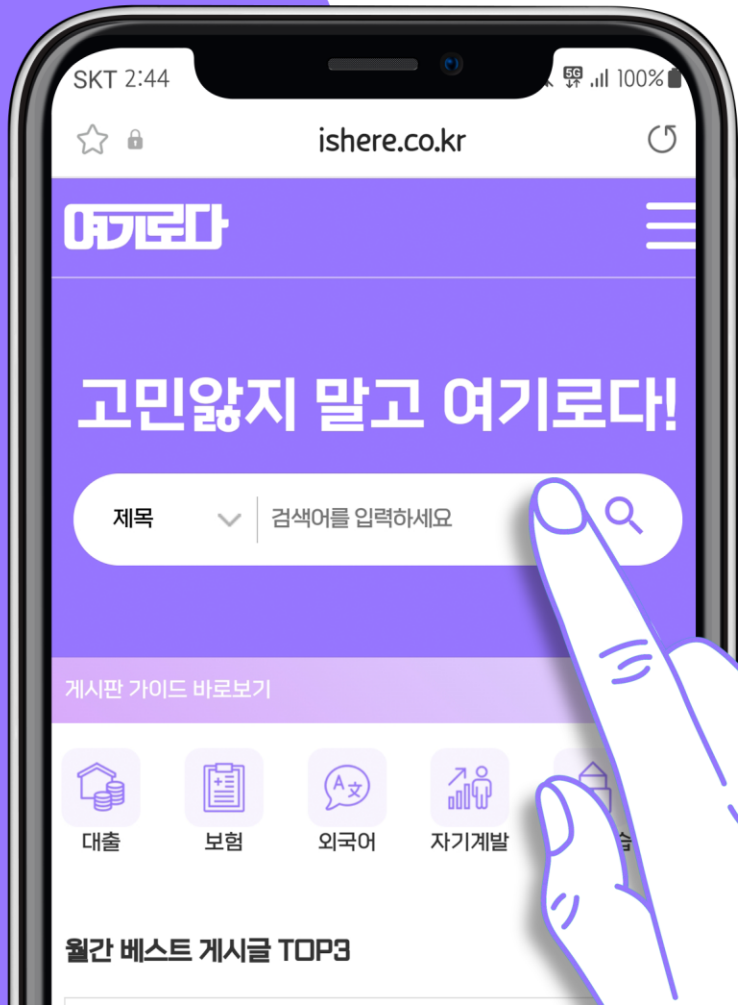 SKT 2:44
5G 100%
ishere.co.kr
여기로다
고민앓지 말고 여기로다!
제목
검색어를 입력하세요
게시판 가이드 바로보기
A 文
대출 보험 외국어 자기계발
월간 베스트 게시글 TOP3